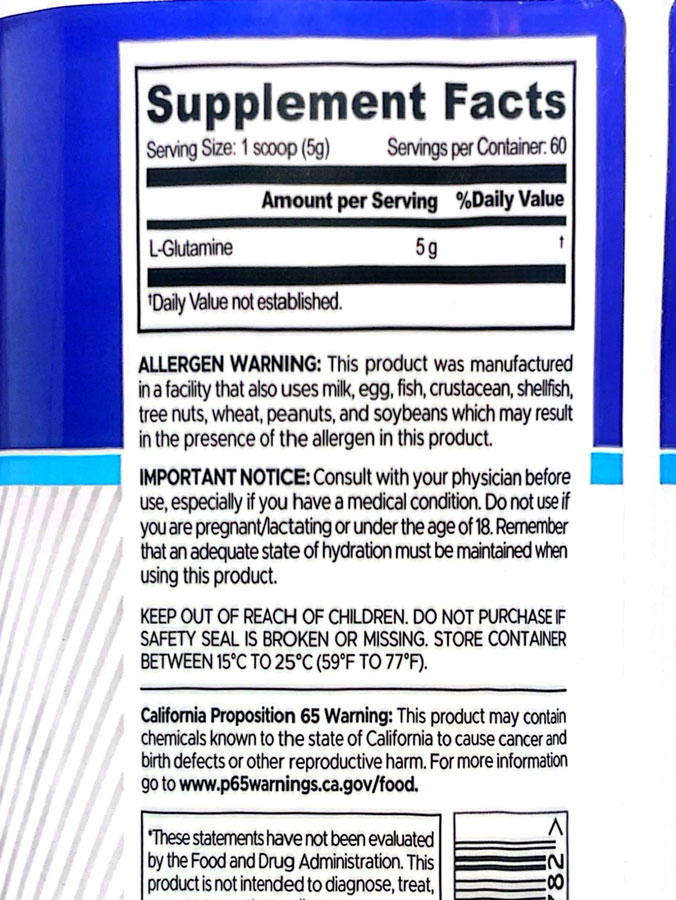 Supplement Facts
Serving Size: 1 scoop (5g) Servings per Container: 60
Amount per Serving %Daily Value
L-Glutamine 5 g †
†Daily Value not established.
ALLERGEN WARNING: This product was manufactured
in a facility that also uses milk, egg, fish, crustacean, shellfish,
tree nuts, wheat, peanuts, and soybeans which may result
in the presence of the allergen in this product.
IMPORTANT NOTICE: Consult with your physician before
use, especially if you have a medical condition. Do not use if
you are pregnant/lactating or under the age of 18. Remember
that an adequate state of hydration must be maintained when
using this product.
KEEP OUT OF REACH OF CHILDREN. DO NOT PURCHASE IF
SAFETY SEAL IS BROKEN OR MISSING. STORE CONTAINER
BETWEEN 15°C TO 25°C (59°F TO 77°F).
California Proposition 65 Warning: This product may contain
chemicals known to the state of California to cause cancer and
birth defects or other reproductive harm. For more information
go to www.p65warnings.ca.gov/food.
*These statements have not been evaluated
by the Food and Drug Administration. This
product is not intended to diagnose, treat,
782 >